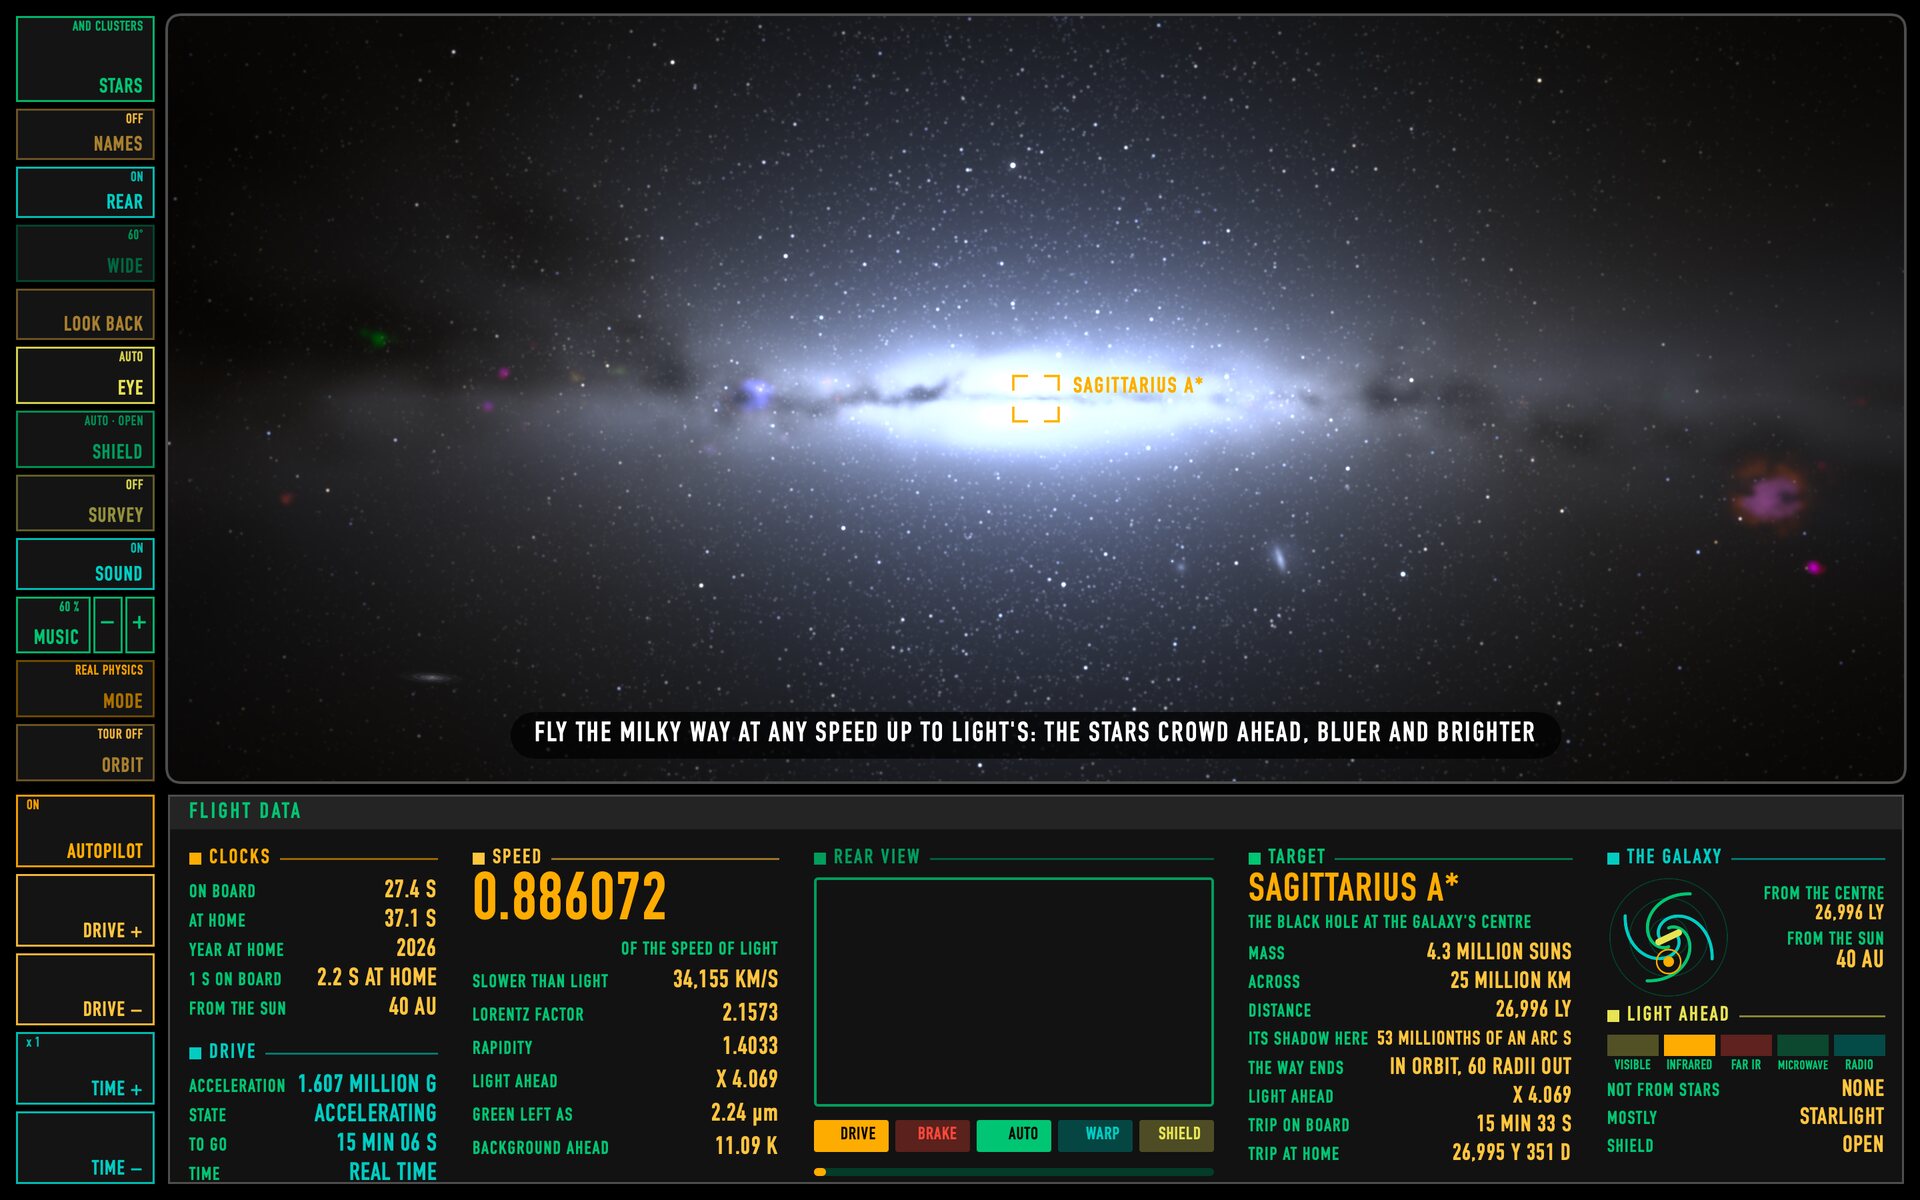 AND CLUSTERS
STARS
OFF
NAMES
ON
REAR
60°
WIDE
LOOK BACK
AUTO
EYE
AUTO · OPEN
SHIELD
OFF
SURVEY
ON
SOUND
60 %
MUSIC
−
+
REAL PHYSICS
MODE
TOUR OFF
ORBIT
ON
AUTOPILOT
DRIVE +
DRIVE −
x 1
TIME +
TIME −
SAGITTARIUS A*
FLY THE MILKY WAY AT ANY SPEED UP TO LIGHT'S: THE STARS CROWD AHEAD, BLUER AND BRIGHTER
FLIGHT DATA
CLOCKS
ON BOARD 27.4 S
AT HOME 37.1 S
YEAR AT HOME 2026
1 S ON BOARD 2.2 S AT HOME
FROM THE SUN 40 AU
DRIVE
ACCELERATION 1.607 MILLION G
STATE ACCELERATING
TO GO 15 MIN 06 S
TIME REAL TIME
SPEED
0.886072
OF THE SPEED OF LIGHT
SLOWER THAN LIGHT 34,155 KM/S
LORENTZ FACTOR 2.1573
RAPIDITY 1.4033
LIGHT AHEAD X 4.069
GREEN LEFT AS 2.24 µm
BACKGROUND AHEAD 11.09 K
REAR VIEW
DRIVE BRAKE AUTO WARP SHIELD
TARGET
SAGITTARIUS A*
THE BLACK HOLE AT THE GALAXY'S CENTRE
MASS 4.3 MILLION SUNS
ACROSS 25 MILLION KM
DISTANCE 26,996 LY
ITS SHADOW HERE 53 MILLIONTHS OF AN ARC S
THE WAY ENDS IN ORBIT, 60 RADII OUT
LIGHT AHEAD X 4.069
TRIP ON BOARD 15 MIN 33 S
TRIP AT HOME 26,995 Y 351 D
THE GALAXY
FROM THE CENTRE
26,996 LY
FROM THE SUN
40 AU
LIGHT AHEAD
VISIBLE INFRARED FAR IR MICROWAVE RADIO
NOT FROM STARS NONE
MOSTLY STARLIGHT
SHIELD OPEN